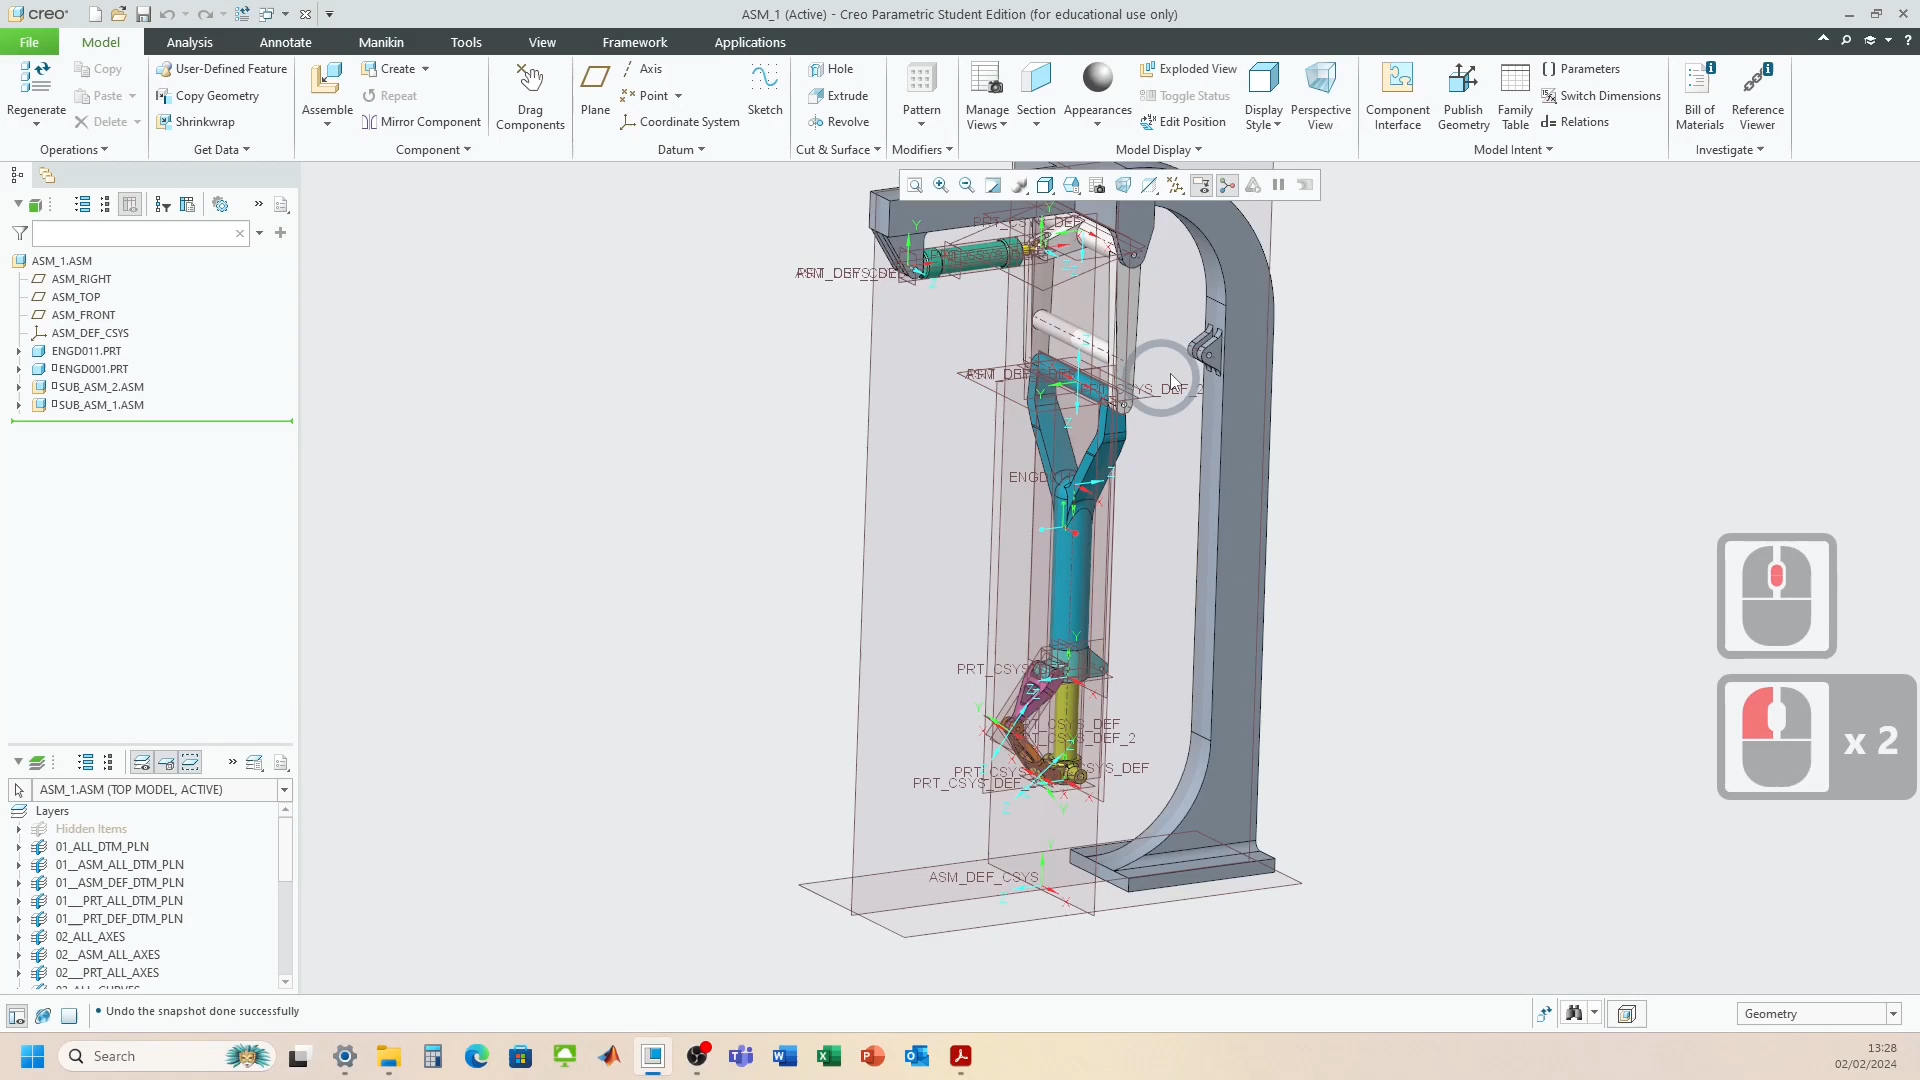 creo
ASM_1 (Active) - Creo Parametric Student Edition (for educational use only)
File
Model
Analysis
Annotate
Manikin
Tools
View
Framework
Applications
Regenerate
Copy
Paste
Delete
Operations
User-Defined Feature
Copy Geometry
Shrinkwrap
Get Data
Assemble
Create
Repeat
Mirror Component
Component
Drag Components
Plane
Axis
Point
Coordinate System
Sketch
Datum
Hole
Extrude
Revolve
Cut & Surface
Pattern
Modifiers
Manage Views
Section
Appearances
Exploded View
Toggle Status
Edit Position
Display Style
Perspective View
Model Display
Component Interface
Publish Geometry
Family Table
Parameters
Switch Dimensions
Relations
Model Intent
Bill of Materials
Reference Viewer
Investigate
ASM_1.ASM
ASM_RIGHT
ASM_TOP
ASM_FRONT
ASM_DEF_CSYS
ENGD011.PRT
ENGD001.PRT
SUB_ASM_2.ASM
SUB_ASM_1.ASM
PRT_CSYS_DEF
PRT_CSYS_DEF_2
PRT_CSYS_DEF
PRT_CSYS_DEF_2
ASM_DEF_CSYS
x 2
ASM_1.ASM (TOP MODEL, ACTIVE)
Layers
Hidden Items
01_ALL_DTM_PLN
01__ASM_ALL_DTM_PLN
01__ASM_DEF_DTM_PLN
01___PRT_ALL_DTM_PLN
01___PRT_DEF_DTM_PLN
02_ALL_AXES
02__ASM_ALL_AXES
02___PRT_ALL_AXES
Undo the snapshot done successfully
Geometry
Search
13:28
02/02/2024